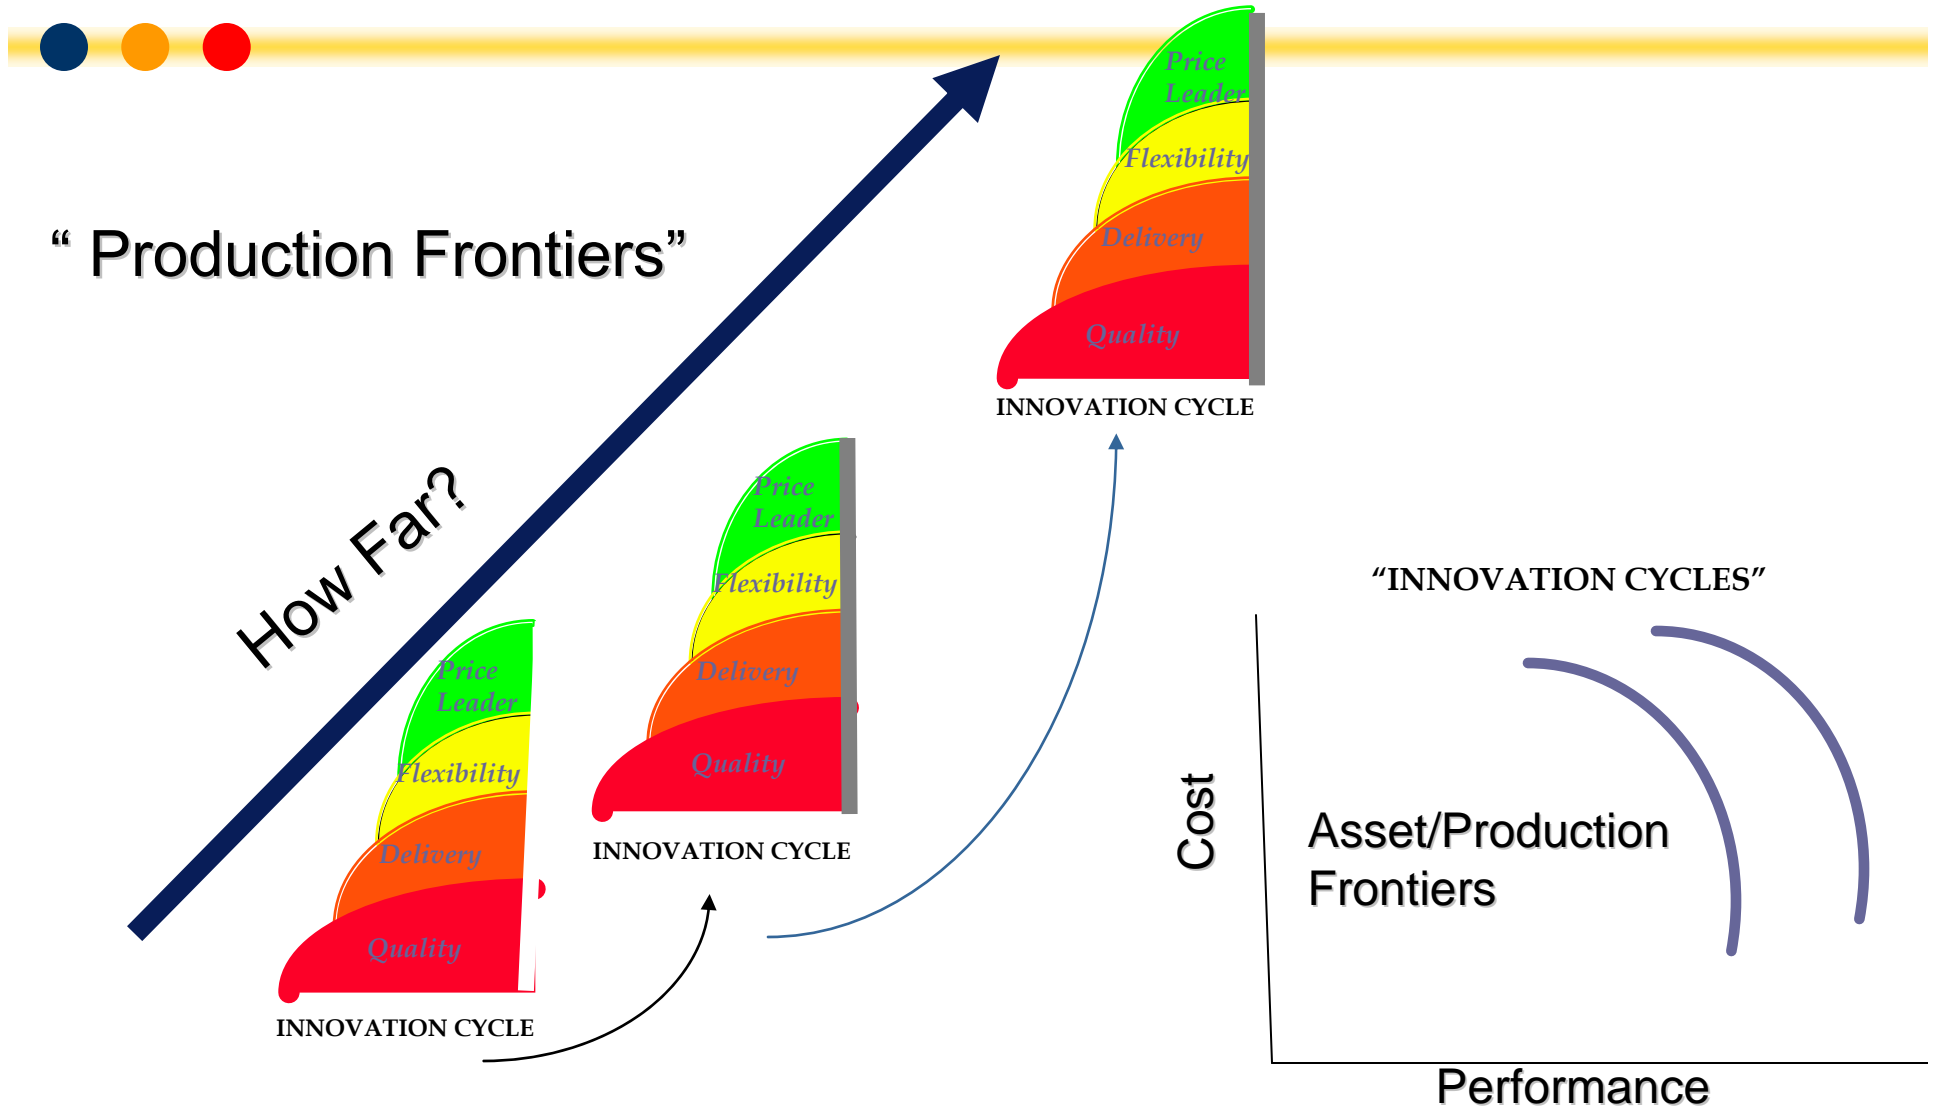 “ Production Frontiers”
How Far?
Price
Leader
Flexibility
Delivery
Quality
INNOVATION CYCLE
Price
Leader
Flexibility
Delivery
Quality
INNOVATION CYCLE
Price
Leader
Flexibility
Delivery
Quality
INNOVATION CYCLE
“INNOVATION CYCLES”
Cost
Asset/Production
Frontiers
Performance